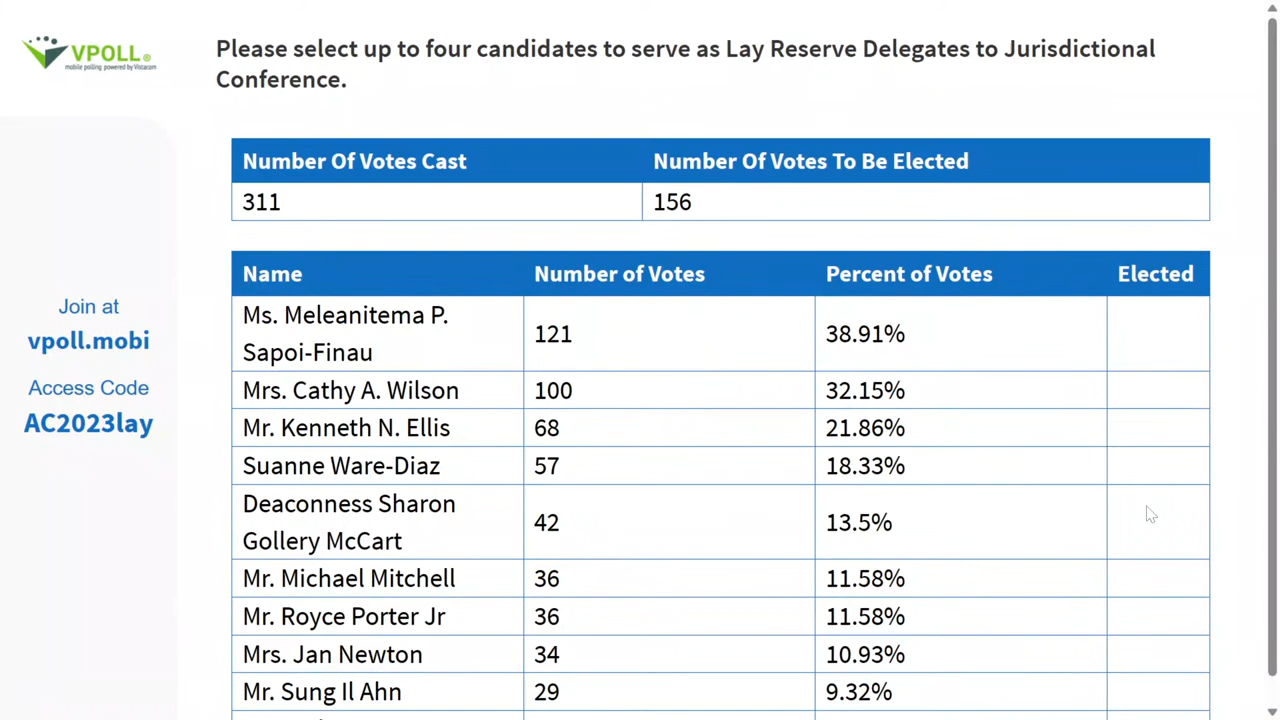 VPOLL®
mobile polling powered by Vistacom
Please select up to four candidates to serve as Lay Reserve Delegates to Jurisdictional
Conference.
Number Of Votes Cast Number Of Votes To Be Elected
311 156
Name Number of Votes Percent of Votes Elected
Ms. Meleanitema P.
Sapoi-Finau 121 38.91%
Mrs. Cathy A. Wilson 100 32.15%
Mr. Kenneth N. Ellis 68 21.86%
Suanne Ware-Diaz 57 18.33%
Deaconness Sharon
Gollery McCart 42 13.5%
Mr. Michael Mitchell 36 11.58%
Mr. Royce Porter Jr 36 11.58%
Mrs. Jan Newton 34 10.93%
Mr. Sung Il Ahn 29 9.32%
Join at
vpoll.mobi
Access Code
AC2023lay